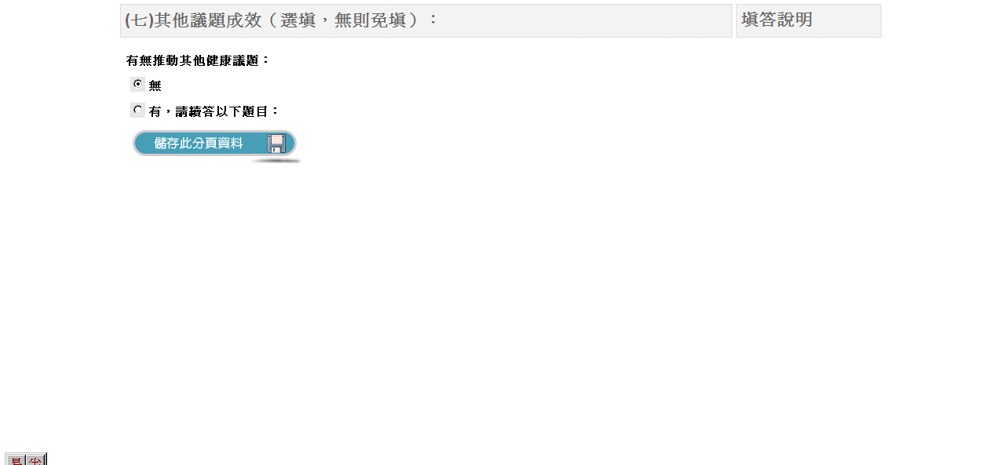 (七)其他議題成效（選填，無則免填）：
填答說明
有無推動其他健康議題：
無
有，請續答以下題目：
儲存此分頁資料